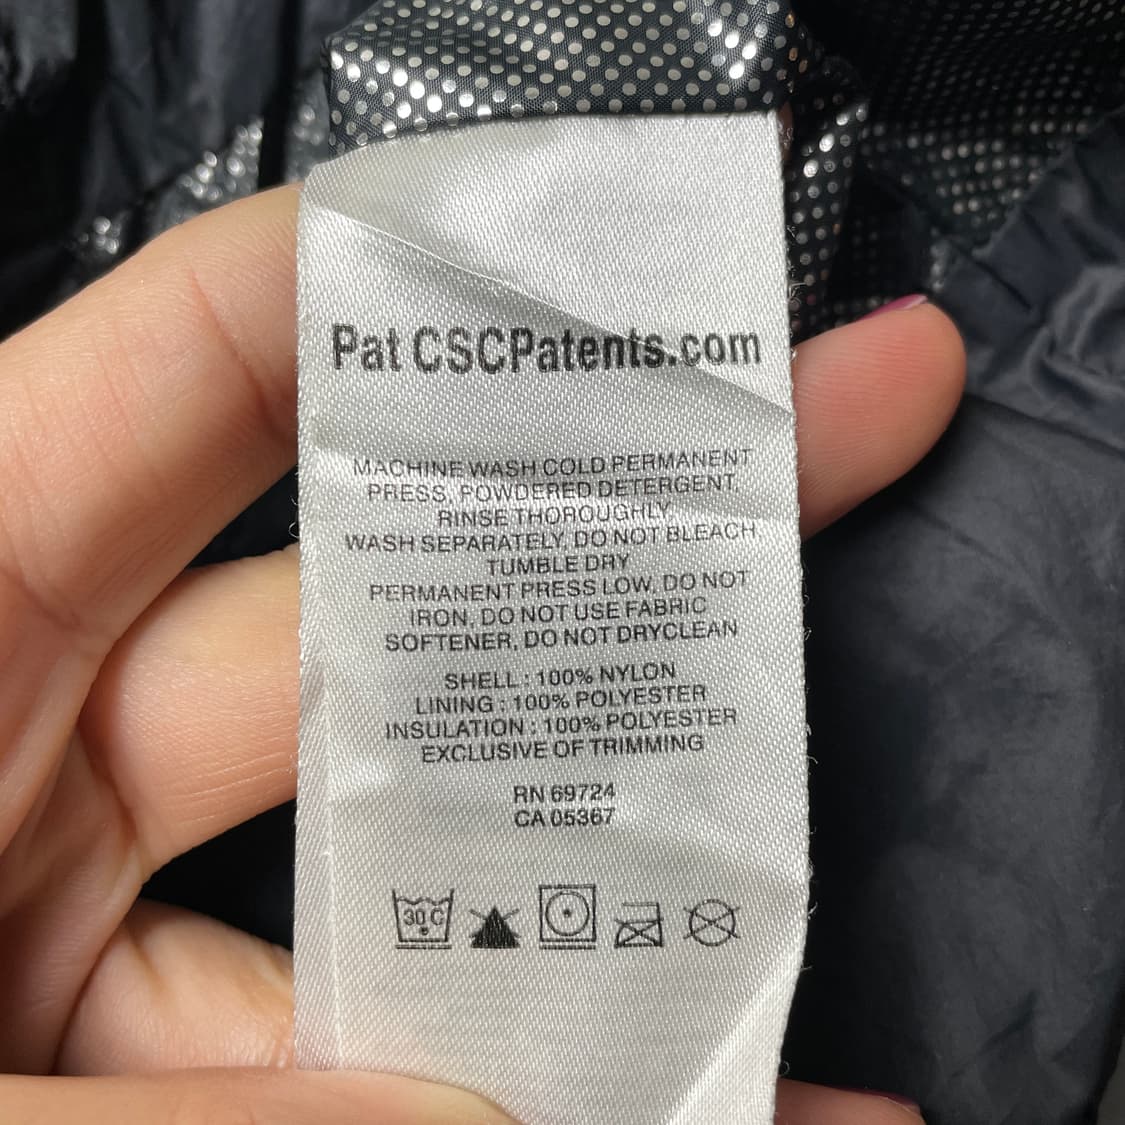 Pat CSCPatents.com
MACHINE WASH COLD PERMANENT
PRESS, POWDERED DETERGENT,
RINSE THOROUGHLY,
WASH SEPARATELY, DO NOT BLEACH,
TUMBLE DRY
PERMANENT PRESS LOW, DO NOT
IRON, DO NOT USE FABRIC
SOFTENER, DO NOT DRYCLEAN
SHELL : 100% NYLON
LINING : 100% POLYESTER
INSULATION : 100% POLYESTER
EXCLUSIVE OF TRIMMING
RN 69724
CA 05367
30 C